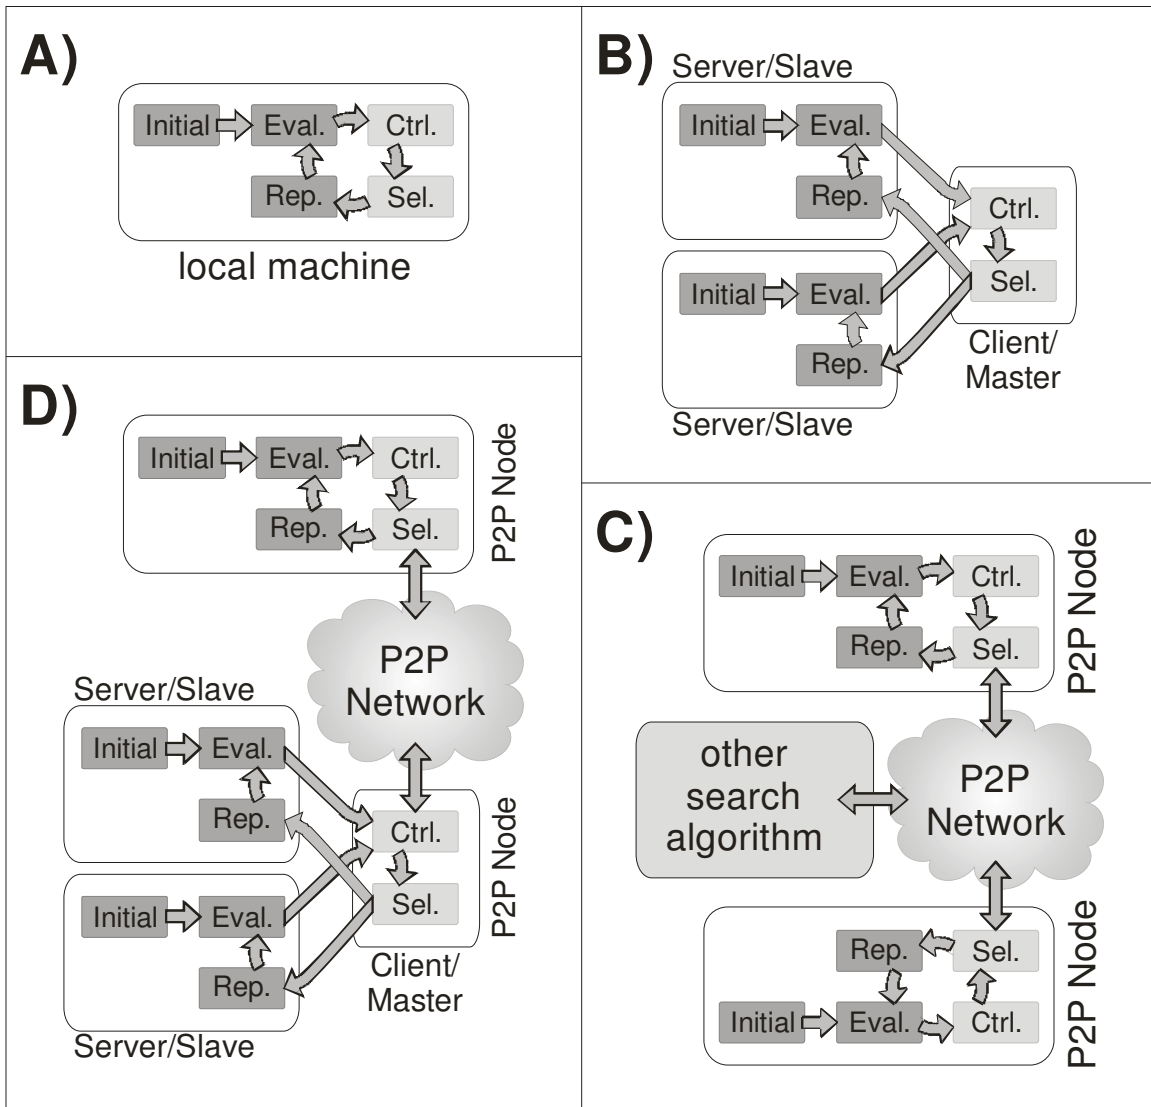 A)
Initial Eval. Ctrl.
Rep. Sel.
local machine
B)
Server/Slave
Initial Eval.
Rep.
Ctrl.
Sel.
Initial Eval.
Rep.
Client/
Master
Server/Slave
D)
Initial Eval. Ctrl.
Rep. Sel.
P2P Node
P2P
Network
Server/Slave
Initial Eval.
Rep.
Ctrl.
Sel.
P2P Node
Initial Eval.
Rep.
Client/
Master
Server/Slave
C)
Initial Eval. Ctrl.
Rep. Sel.
P2P Node
other
search
algorithm
P2P
Network
Rep. Sel.
Initial Eval. Ctrl.
P2P Node